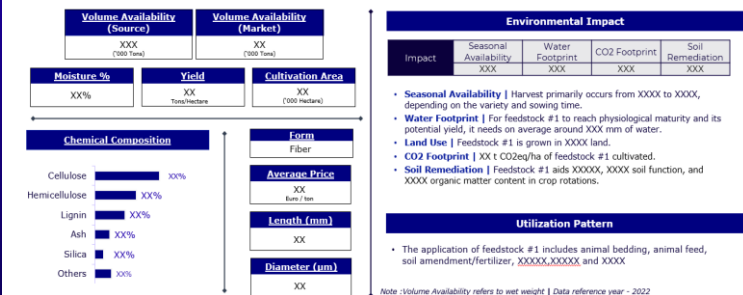 Volume Availability
(Source)
XXX
('000 Tons)
Volume Availability
(Market)
XX
('000 Tons)
Moisture %
XX%
Yield
XX
Tons/Hectare
Cultivation Area
XX
('000 Hectares)
Chemical Composition
Cellulose XX%
Hemicellulose XX%
Lignin XX%
Ash XX%
Silica XX%
Others XX%
Form
Fiber
Average Price
XX
Euro / ton
Length (mm)
XX
Diameter (µm)
XX
Environmental Impact
Impact
Seasonal
Availability
Water
Footprint
CO2 Footprint
Soil
Remediation
XXX XXX XXX XXX
• Seasonal Availability | Harvest primarily occurs from XXXX to XXXX,
depending on the variety and sowing time.
• Water Footprint | For feedstock #1 to reach physiological maturity and its
potential yield, it needs on average around XXX mm of water.
• Land Use | Feedstock #1 is grown in XXXX land.
• CO2 Footprint | XX t CO2eq/ha of feedstock #1 cultivated.
• Soil Remediation | Feedstock #1 aids XXXXX, XXXX soil function, and
XXXX organic matter content in crop rotations.
Utilization Pattern
• The application of feedstock #1 includes animal bedding, animal feed,
soil amendment/fertilizer, XXXXX,XXXXX and XXXX
Note :Volume Availability refers to wet weight | Data reference year - 2022